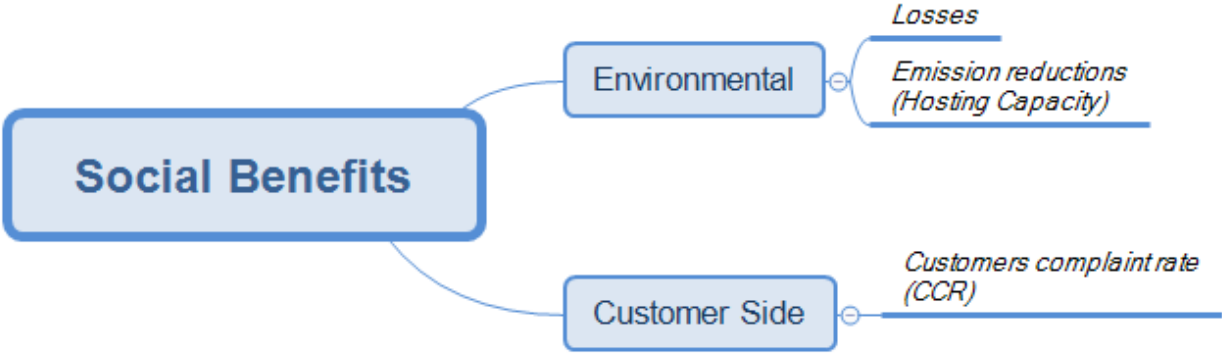 Losses
Environmental
Emission reductions
(Hosting Capacity)
Social Benefits
Customers complaint rate
(CCR)
Customer Side